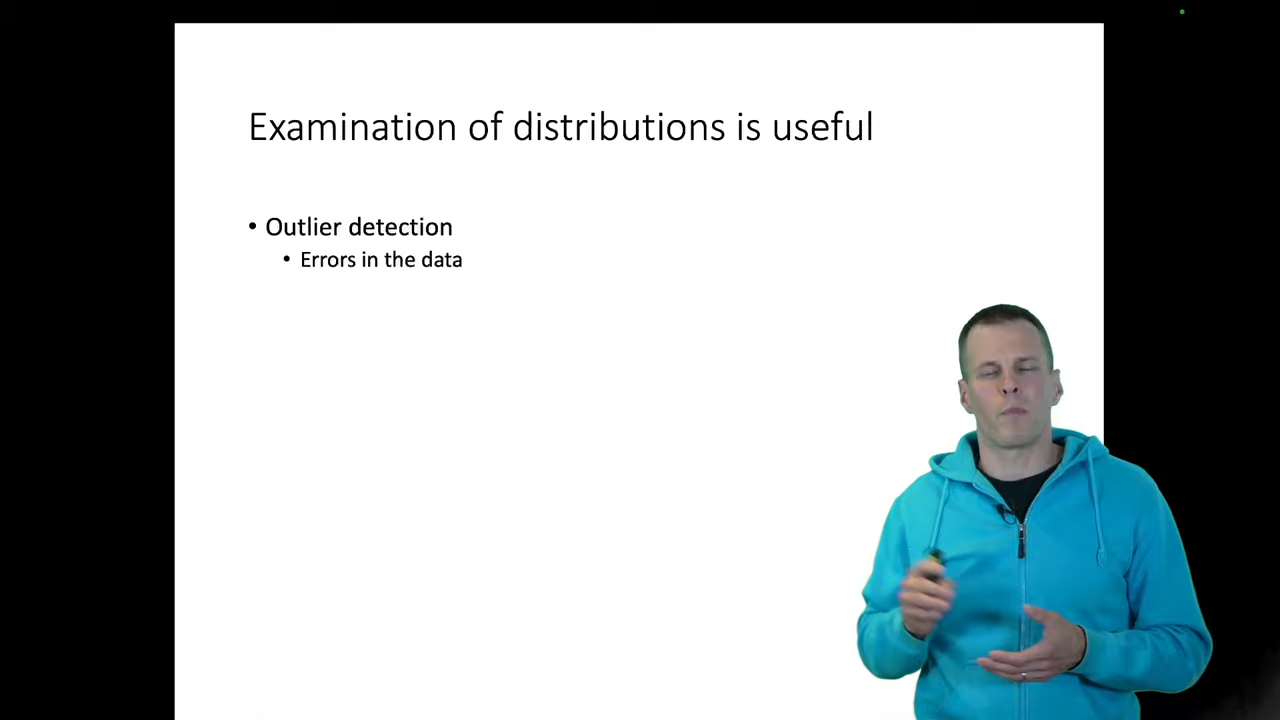 Examination of distributions is useful
• Outlier detection
• Errors in the data